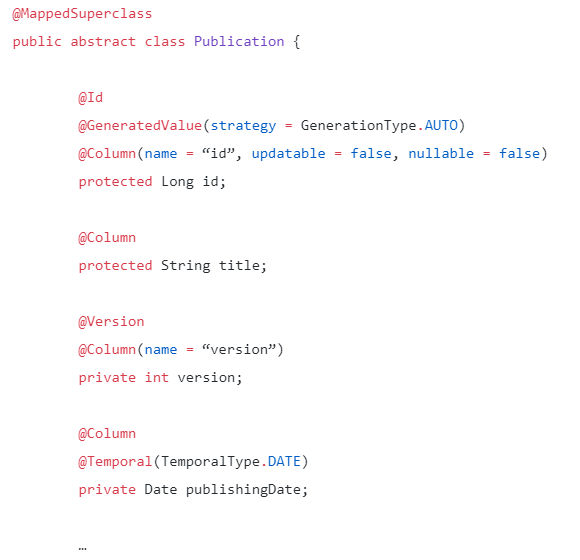 @MappedSuperclass
public abstract class Publication {
@Id
@GeneratedValue(strategy = GenerationType.AUTO)
@Column(name = “id”, updatable = false, nullable = false)
protected Long id;
@Column
protected String title;
@Version
@Column(name = “version”)
private int version;
@Column
@Temporal(TemporalType.DATE)
private Date publishingDate;
…